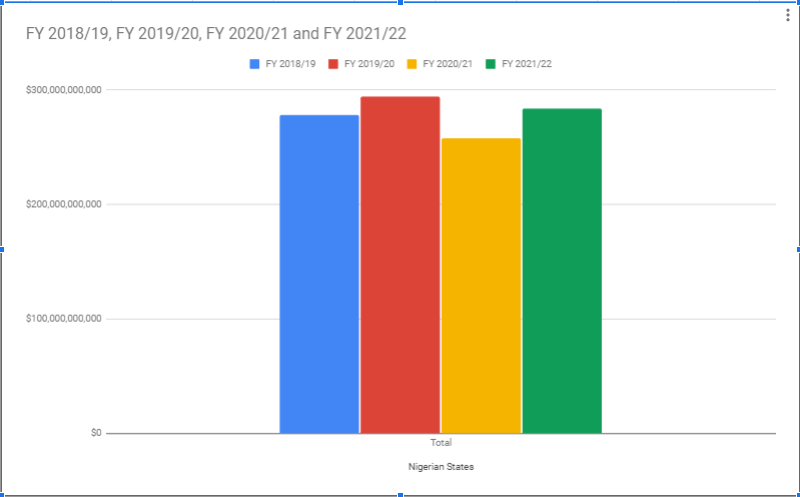 FY 2018/19, FY 2019/20, FY 2020/21 and FY 2021/22
FY 2018/19 FY 2019/20 FY 2020/21 FY 2021/22
$300,000,000,000
$200,000,000,000
$100,000,000,000
$0
Total
Nigerian States